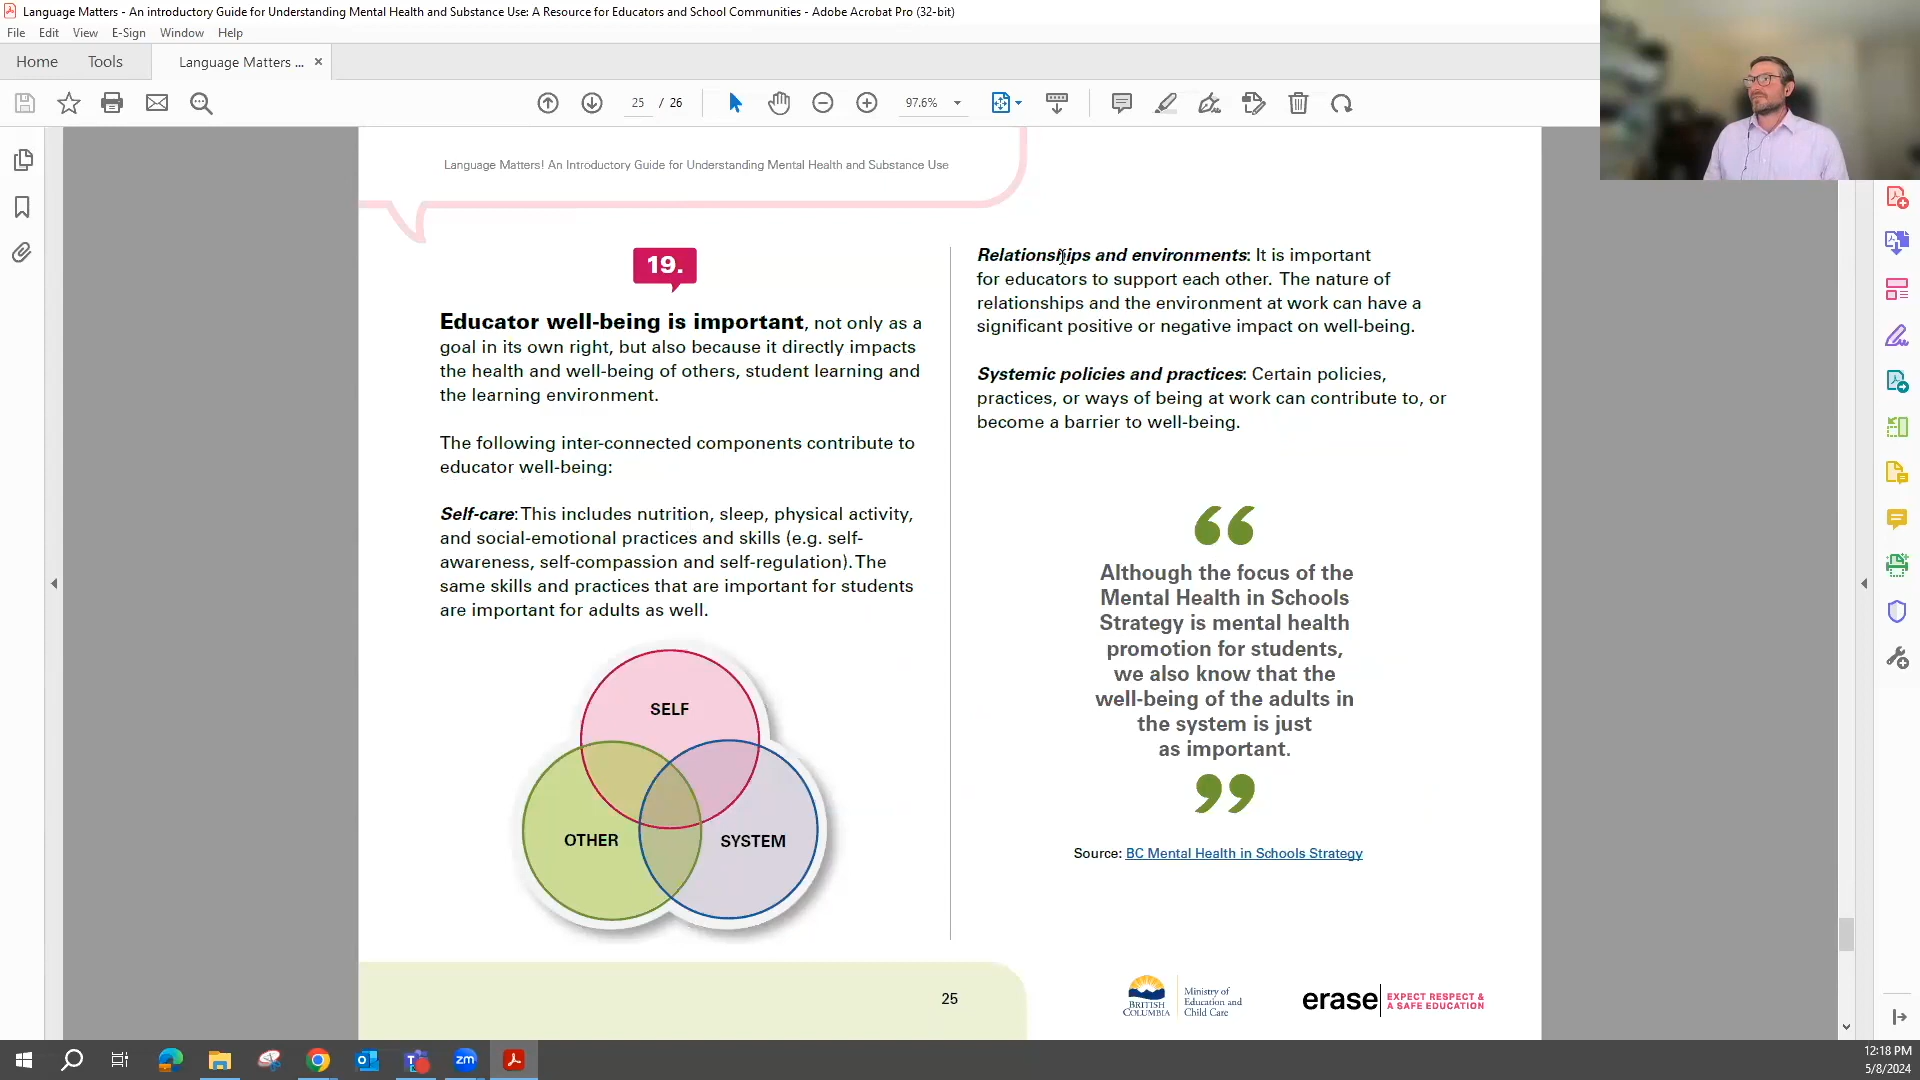 Language Matters - An introductory Guide for Understanding Mental Health and Substance Use: A Resource for Educators and School Communities - Adobe Acrobat Pro (32-bit)
File Edit View E-Sign Window Help
Home Tools Language Matters ... ×
25 / 26 97.6%
Language Matters! An Introductory Guide for Understanding Mental Health and Substance Use
19.
Educator well-being is important, not only as a
goal in its own right, but also because it directly impacts
the health and well-being of others, student learning and
the learning environment.
The following inter-connected components contribute to
educator well-being:
Self-care: This includes nutrition, sleep, physical activity,
and social-emotional practices and skills (e.g. self-
awareness, self-compassion and self-regulation). The
same skills and practices that are important for students
are important for adults as well.
SELF
OTHER
SYSTEM
Relationships and environments: It is important
for educators to support each other. The nature of
relationships and the environment at work can have a
significant positive or negative impact on well-being.
Systemic policies and practices: Certain policies,
practices, or ways of being at work can contribute to, or
become a barrier to well-being.
“
Although the focus of the
Mental Health in Schools
Strategy is mental health
promotion for students,
we also know that the
well-being of the adults in
the system is just
as important.
”
Source: BC Mental Health in Schools Strategy
25
BRITISH
COLUMBIA
Ministry of
Education and
Child Care
erase
EXPECT RESPECT &
A SAFE EDUCATION
zm
12:18 PM
5/8/2024